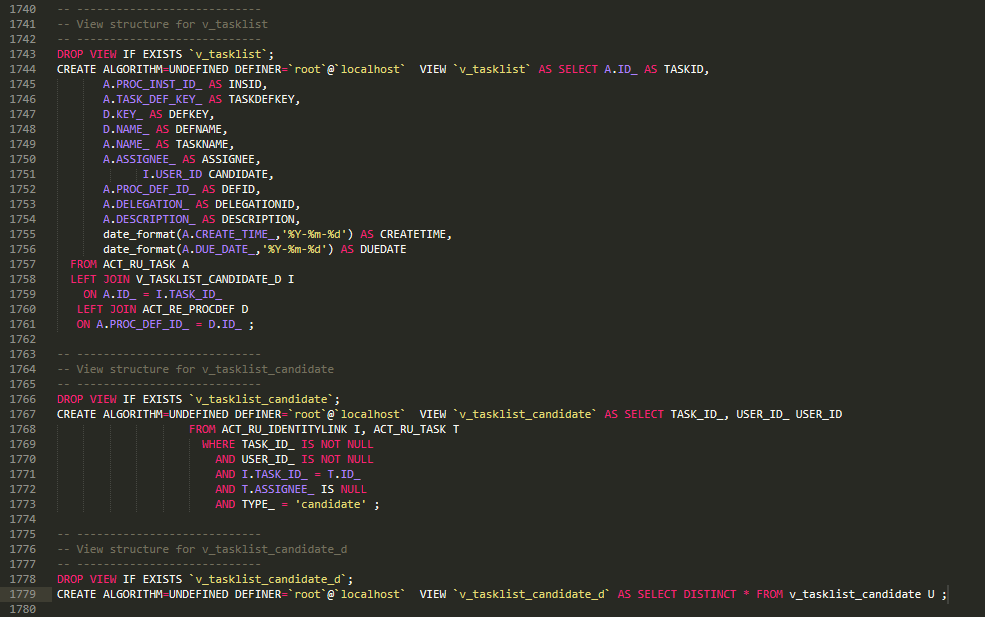 1740 -- ----------------------------
1741 -- View structure for v_tasklist
1742 -- ----------------------------
1743 DROP VIEW IF EXISTS `v_tasklist`;
1744 CREATE ALGORITHM=UNDEFINED DEFINER=`root`@`localhost`  VIEW `v_tasklist` AS SELECT A.ID_ AS TASKID,
1745 A.PROC_INST_ID_ AS INSID,
1746 A.TASK_DEF_KEY_ AS TASKDEFKEY,
1747 D.KEY_ AS DEFKEY,
1748 D.NAME_ AS DEFNAME,
1749 A.NAME_ AS TASKNAME,
1750 A.ASSIGNEE_ AS ASSIGNEE,
1751 I.USER_ID CANDIDATE,
1752 A.PROC_DEF_ID_ AS DEFID,
1753 A.DELEGATION_ AS DELEGATIONID,
1754 A.DESCRIPTION_ AS DESCRIPTION,
1755 date_format(A.CREATE_TIME_,'%Y-%m-%d') AS CREATETIME,
1756 date_format(A.DUE_DATE_,'%Y-%m-%d') AS DUEDATE
1757 FROM ACT_RU_TASK A
1758 LEFT JOIN V_TASKLIST_CANDIDATE_D I
1759 ON A.ID_ = I.TASK_ID_
1760 LEFT JOIN ACT_RE_PROCDEF D
1761 ON A.PROC_DEF_ID_ = D.ID_ ;
1762
1763 -- ----------------------------
1764 -- View structure for v_tasklist_candidate
1765 -- ----------------------------
1766 DROP VIEW IF EXISTS `v_tasklist_candidate`;
1767 CREATE ALGORITHM=UNDEFINED DEFINER=`root`@`localhost`  VIEW `v_tasklist_candidate` AS SELECT TASK_ID_, USER_ID_ USER_ID
1768 FROM ACT_RU_IDENTITYLINK I, ACT_RU_TASK T
1769 WHERE TASK_ID_ IS NOT NULL
1770 AND USER_ID_ IS NOT NULL
1771 AND I.TASK_ID_ = T.ID_
1772 AND T.ASSIGNEE_ IS NULL
1773 AND TYPE_ = 'candidate' ;
1774
1775 -- ----------------------------
1776 -- View structure for v_tasklist_candidate_d
1777 -- ----------------------------
1778 DROP VIEW IF EXISTS `v_tasklist_candidate_d`;
1779 CREATE ALGORITHM=UNDEFINED DEFINER=`root`@`localhost`  VIEW `v_tasklist_candidate_d` AS SELECT DISTINCT * FROM v_tasklist_candidate U ;
1780